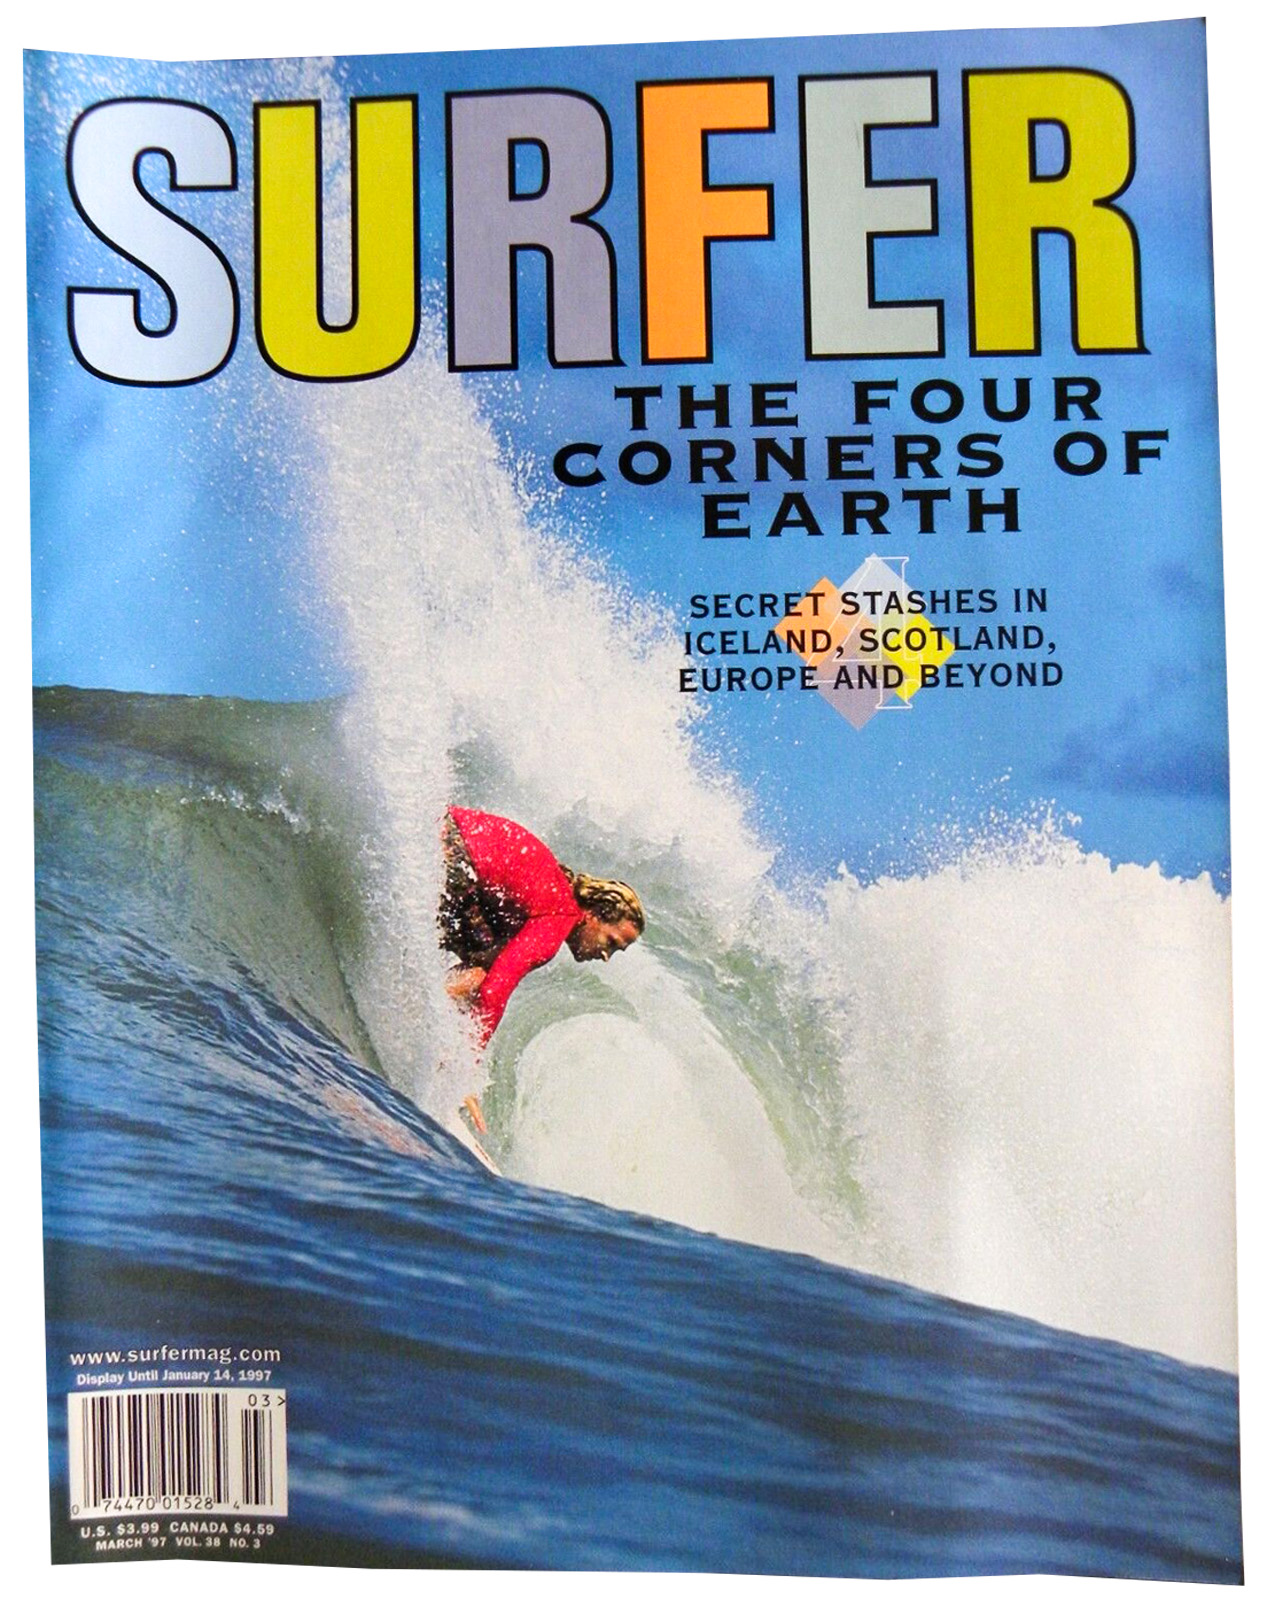 SURFER
THE FOUR
CORNERS OF
EARTH
4
SECRET STASHES IN
ICELAND, SCOTLAND,
EUROPE AND BEYOND
www.surfermag.com
Display Until January 14, 1997
03>
0 74470 01528 4
U.S. $3.99 CANADA $4.59
MARCH '97 VOL. 38 NO. 3